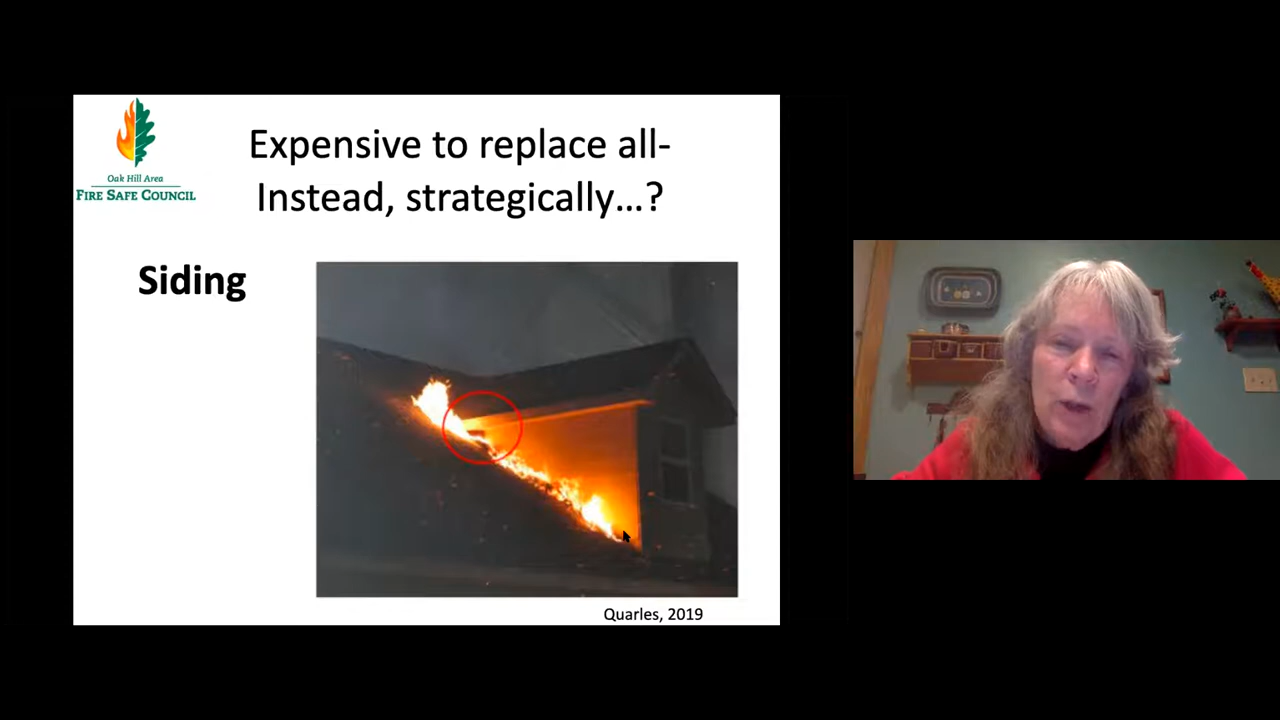 Oak Hill Area
FIRE SAFE COUNCIL
Expensive to replace all-
Instead, strategically...?
Siding
Quarles, 2019